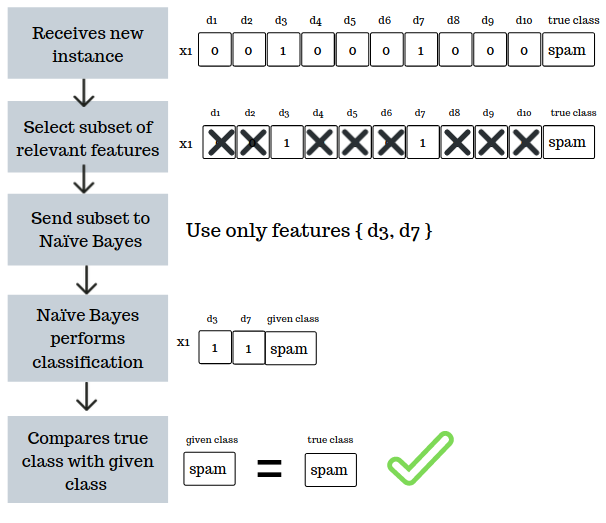 Receives new
instance
d1 d2 d3 d4 d5 d6 d7 d8 d9 d10 true class
x1 0 0 1 0 0 0 1 0 0 0 spam
Select subset of
relevant features
d1 d2 d3 d4 d5 d6 d7 d8 d9 d10 true class
x1 1 1 spam
Send subset to
Naïve Bayes
Use only features { d3, d7 }
Naïve Bayes
performs
classification
d3 d7 given class
x1 1 1 spam
Compares true
class with given
class
given class true class
spam = spam